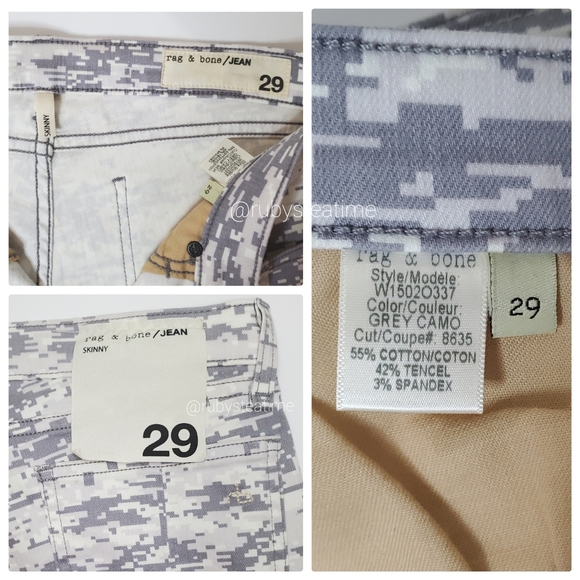 rag & bone/JEAN
29
SKINNY
29
@rubysteatime
rag & bone/JEAN
SKINNY
29
@rubysteatime
rag & bone
Style/Modèle:
W1502O337
Color/Couleur:
GREY CAMO
Cut/Coupe#: 8635
55% COTTON/COTON
42% TENCEL
3% SPANDEX
29